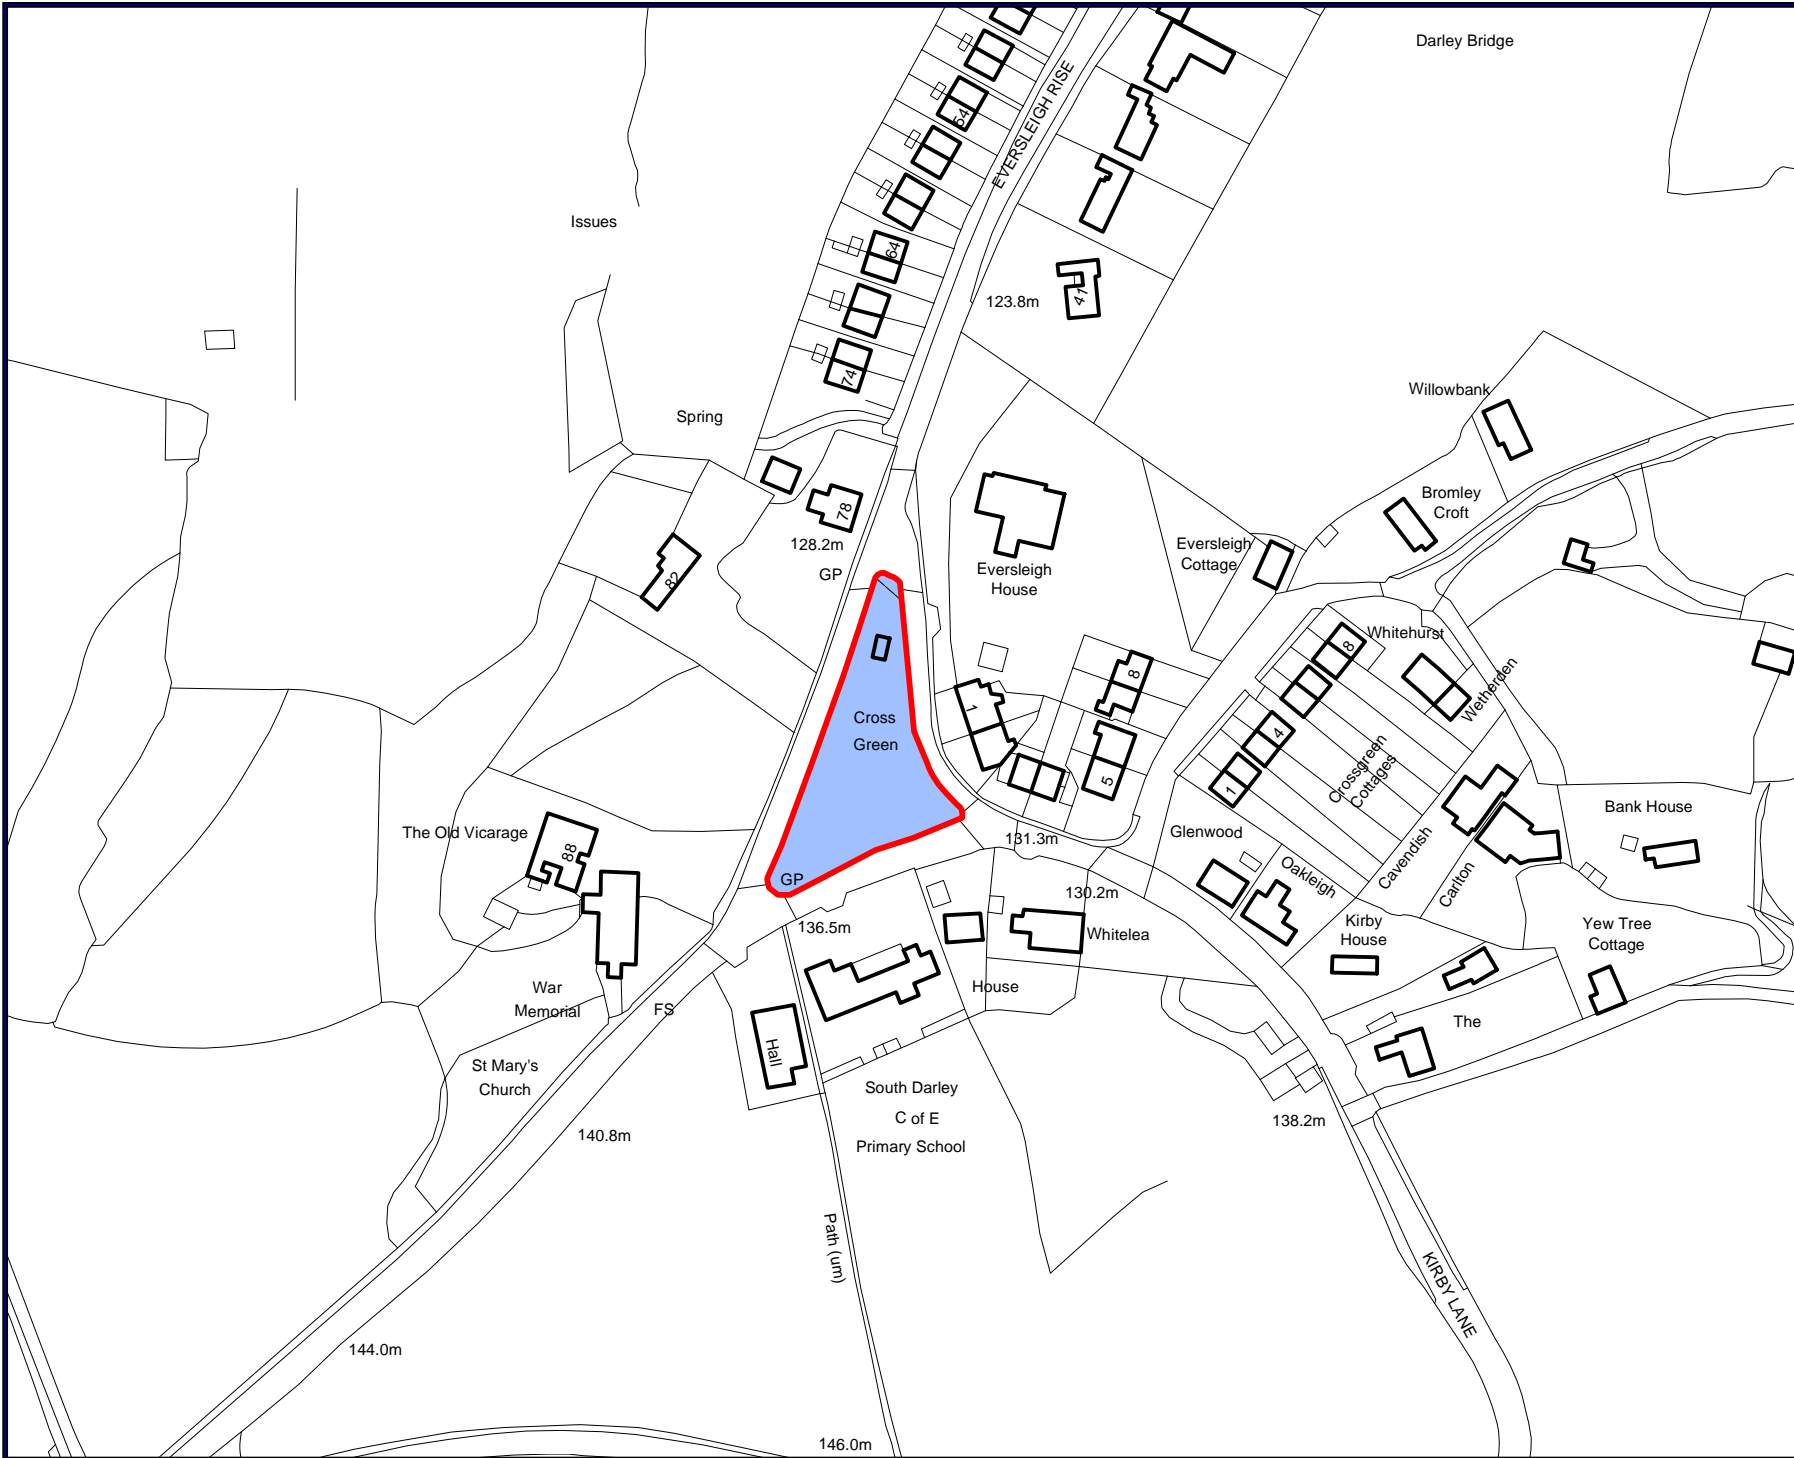 Darley Bridge
EVERSLEIGH RISE
54
Issues
64
123.8m
41
74
Spring
Willowbank
78
Bromley
Croft
128.2m
GP
Eversleigh
Cottage
Eversleigh
House
82
Whitehurst
8
8
Wetherden
1
Cross
Green
4
5
1
Crossgreen
Cottages
Bank House
The Old Vicarage
88
131.3m
Glenwood
Cavendish
Oakleigh
Carlton
GP
130.2m
136.5m
Whitelea
Kirby
House
Yew Tree
Cottage
War
Memorial
FS
House
The
Hall
St Mary's
Church
South Darley
C of E
Primary School
140.8m
138.2m
Path (um)
KIRBY LANE
144.0m
146.0m